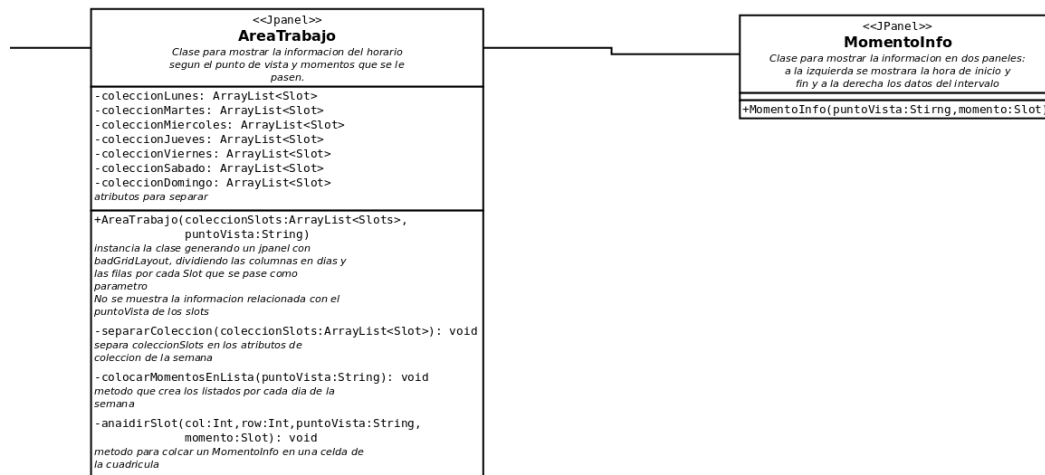 <<Jpanel>>
AreaTrabajo
Clase para mostrar la informacion del horario
segun el punto de vista y momentos que se le
pasen.
-coleccionLunes: ArrayList<Slot>
-coleccionMartes: ArrayList<Slot>
-coleccionMiercoles: ArrayList<Slot>
-coleccionJueves: ArrayList<Slot>
-coleccionViernes: ArrayList<Slot>
-coleccionSabado: ArrayList<Slot>
-coleccionDomingo: ArrayList<Slot>
atributos para separar
+AreaTrabajo(coleccionSlots:ArrayList<Slots>,
puntoVista:String)
instancia la clase generando un jpanel con
badGridLayout, dividiendo las columnas en dias y
las filas por cada Slot que se pase como
parametro
No se muestra la informacion relacionada con el
puntoVista de los slots
-separarColeccion(coleccionSlots:ArrayList<Slot>): void
separa coleccionSlots en los atributos de
coleccion de la semana
-colocarMomentosEnLista(puntoVista:String): void
metodo que crea los listados por cada dia de la
semana
-anaidirSlot(col:Int,row:Int,puntoVista:String,
momento:Slot): void
metodo para colcar un MomentoInfo en una celda de
la cuadricula
<<JPanel>>
MomentoInfo
Clase para mostrar la informacion en dos paneles:
a la izquierda se mostrara la hora de inicio y
fin y a la derecha los datos del intervalo
+MomentoInfo(puntoVista:Stirng,momento:Slot)